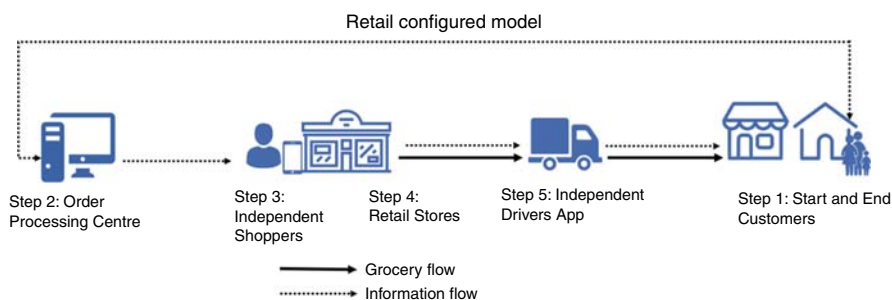 Retail configured model
Step 2: Order
Processing Centre
Step 3:
Independent
Shoppers
Step 4:
Retail Stores
Step 5: Independent
Drivers App
Step 1: Start and End
Customers
Grocery flow
Information flow